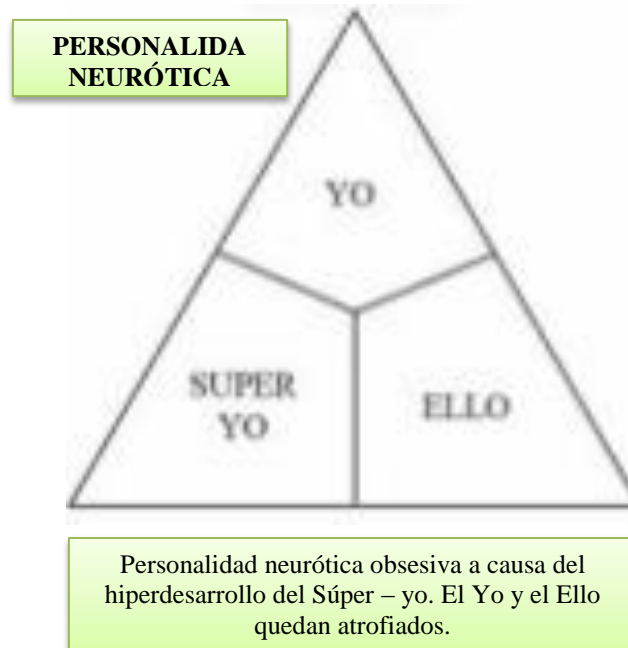 PERSONALIDA
NEURÓTICA
YO
SUPER
YO
ELLO
Personalidad neurótica obsesiva a causa del
hiperdesarrollo del Súper – yo. El Yo y el Ello
quedan atrofiados.